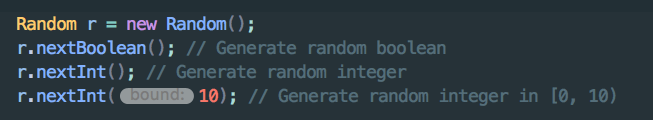 Random r = new Random();
r.nextBoolean(); // Generate random boolean
r.nextInt(); // Generate random integer
r.nextInt( bound: 10); // Generate random integer in [0, 10)